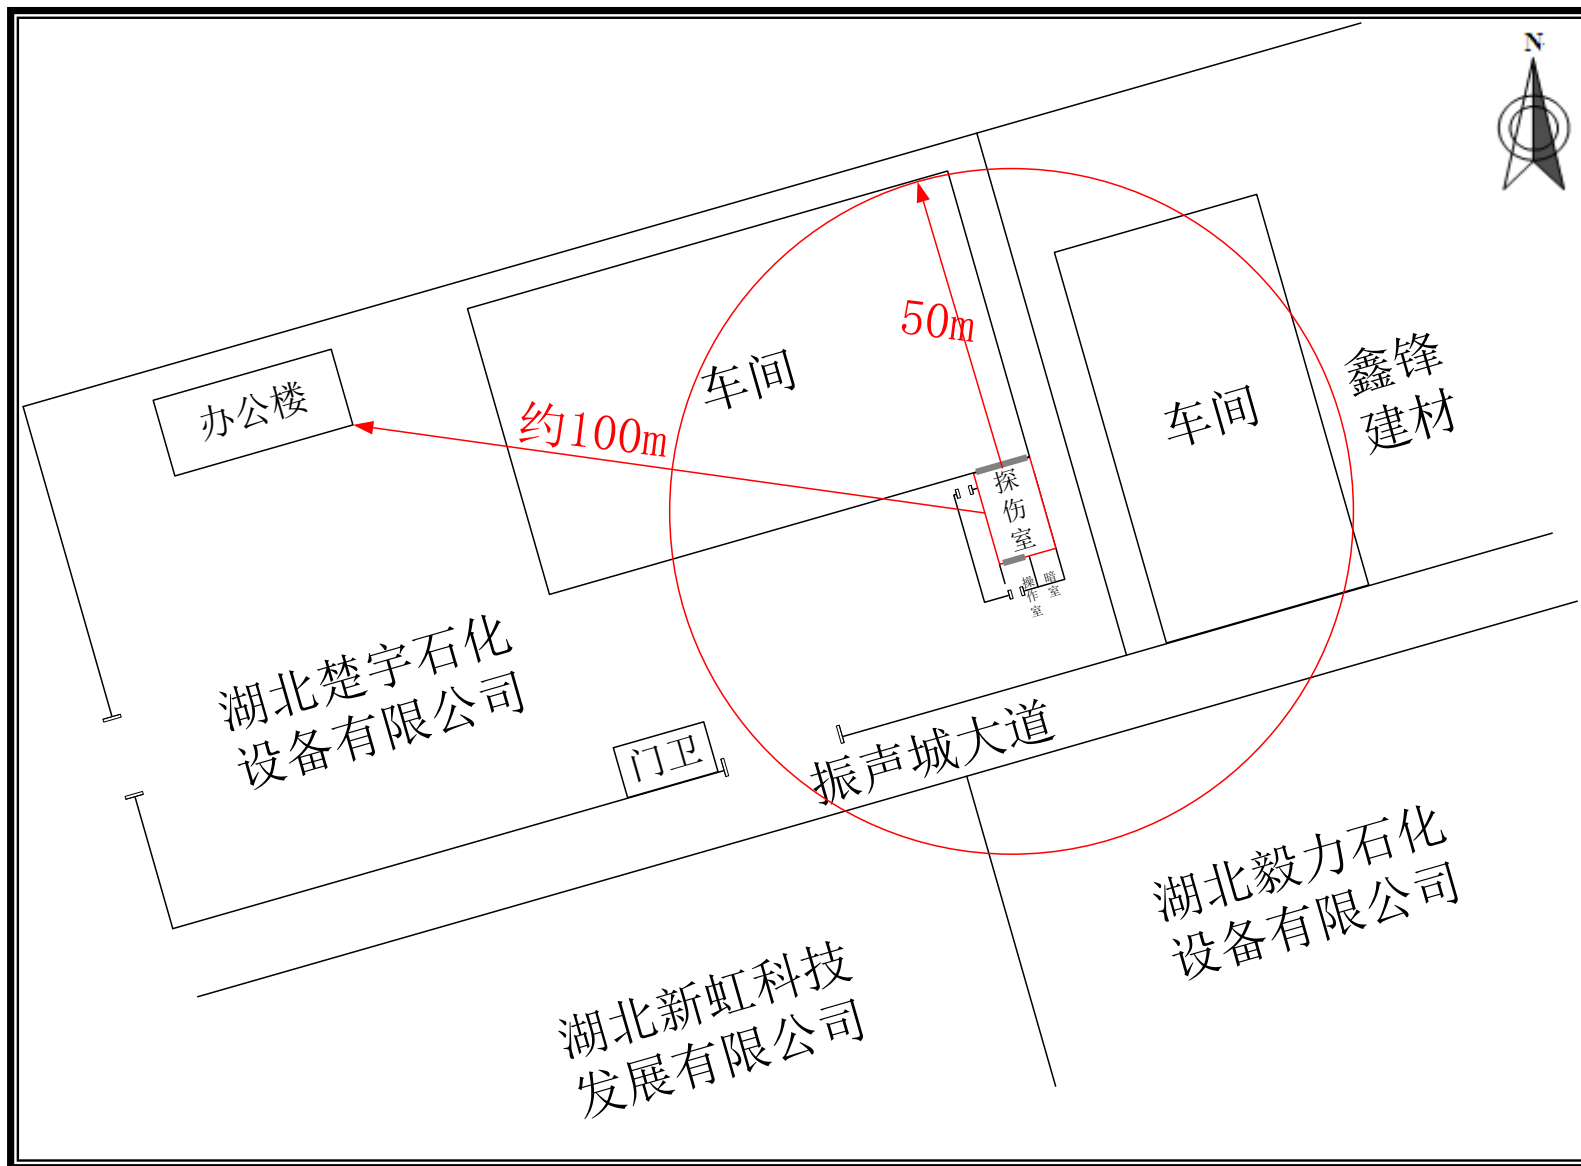 N
50m
车间
鑫锋
建材
办公楼
约100m
车间
探
伤
室
操
作
室
暗
室
湖北楚宇石化
设备有限公司
门卫
振声城大道
湖北毅力石化
设备有限公司
湖北新虹科技
发展有限公司